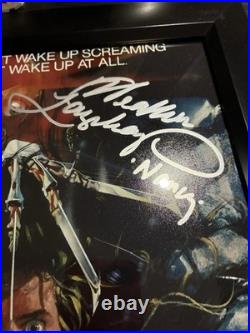 T WAKE UP SCREAMING
T WAKE UP AT ALL.
Heather
Langenkamp
"Nancy"